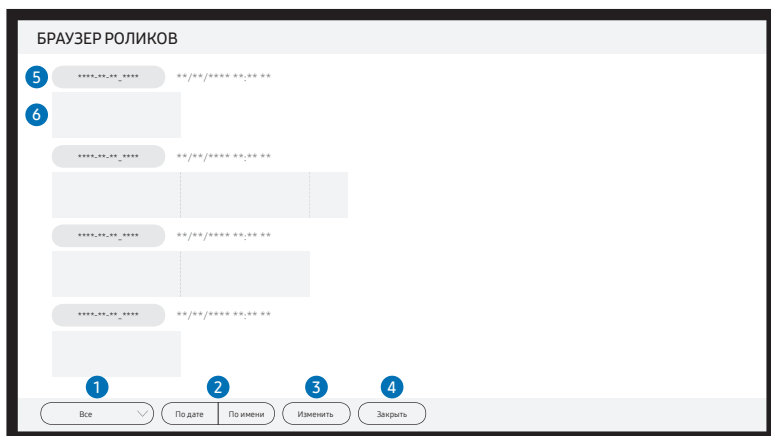 БРАУЗЕР РОЛИКОВ
5 ****-**-**_**** **/**/**** **:** **
6
****-**-**_**** **/**/**** **:** **
****-**-**_**** **/**/**** **:** **
****-**-**_**** **/**/**** **:** **
1 2 3 4
Все По дате По имени Изменить Закрыть